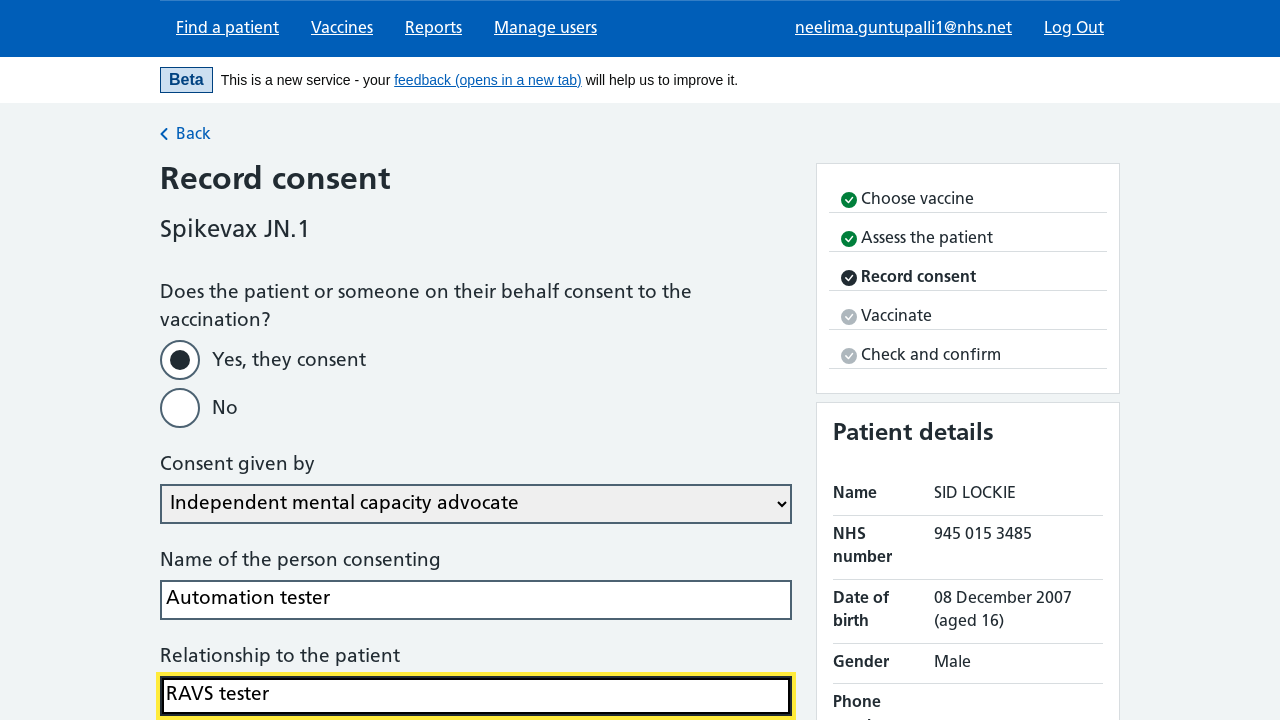 Find a patient
Vaccines
Reports
Manage users
neelima.guntupalli1@nhs.net
Log Out
Beta
This is a new service - your feedback (opens in a new tab) will help us to improve it.
Back
Record consent
Spikevax JN.1
Does the patient or someone on their behalf consent to the
vaccination?
Yes, they consent
No
Consent given by
Independent mental capacity advocate
Name of the person consenting
Automation tester
Relationship to the patient
RAVS tester
Choose vaccine
Assess the patient
Record consent
Vaccinate
Check and confirm
Patient details
Name SID LOCKIE
NHS 945 015 3485
number
Date of 08 December 2007
birth (aged 16)
Gender Male
Phone